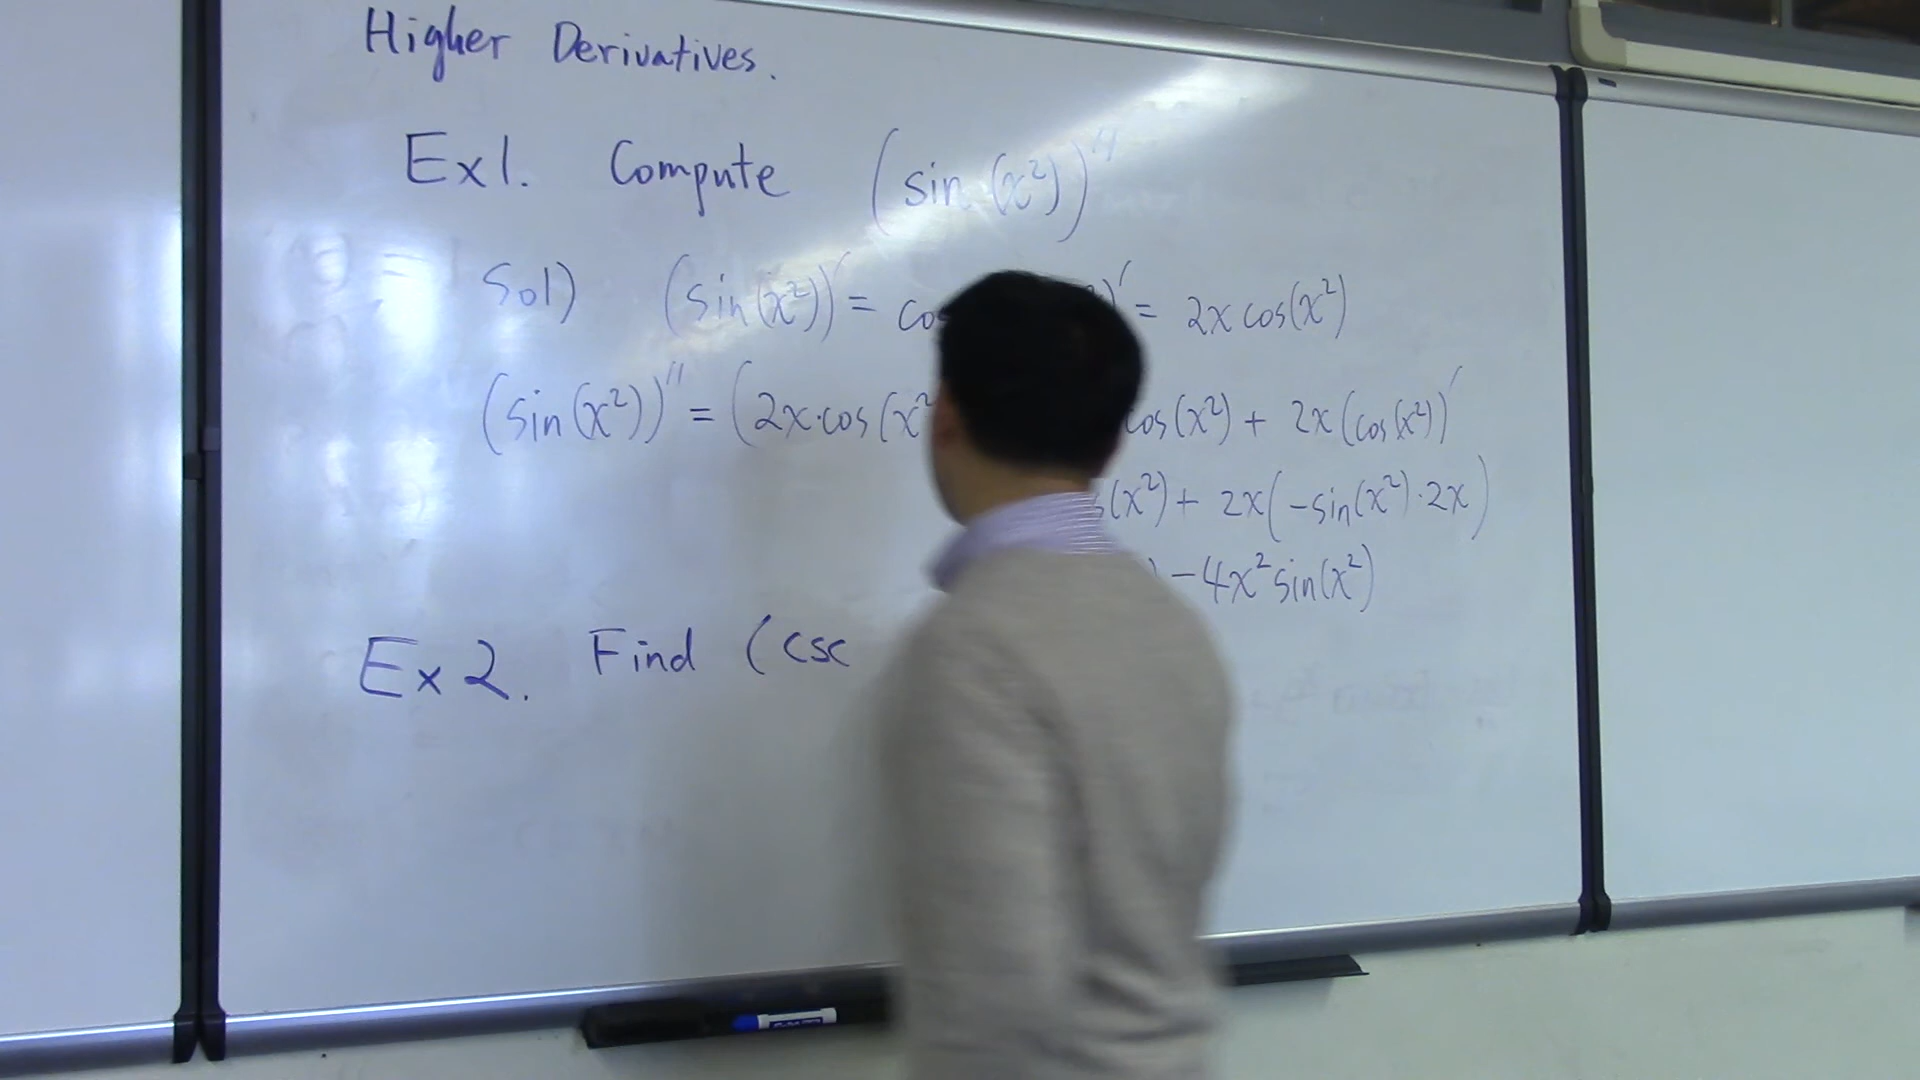 Higher Derivatives.
Ex1. Compute (sin(x²))''
Sol) (sin(x²))' = )' = 2x cos(x²)
(sin(x²))'' = (2x·cos(x² cos(x²) + 2x(cos(x²))'
(x²) + 2x(-sin(x²)·2x)
) - 4x² sin(x²)
Ex2. Find (csc